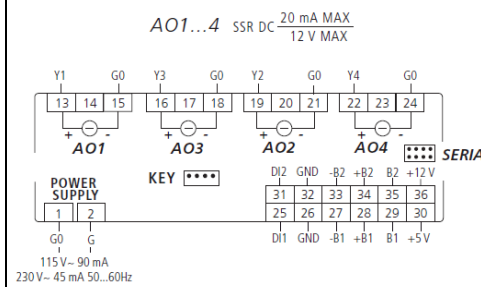 AO1...4 SSR DC 20 mA MAX
12 V MAX
Y1 G0 Y3 G0 Y2 G0 Y4 G0
13 14 15 16 17 18 19 20 21 22 23 24
+ - + - + - + -
AO1 AO3 AO2 AO4
SERIA
KEY
DI2 GND -B2 +B2 B2 +12 V
31 32 33 34 35 36
25 26 27 28 29 30
DI1 GND -B1 +B1 B1 +5 V
POWER
SUPPLY
1 2
G0 G
115 V~ 90 mA
230 V~ 45 mA 50...60Hz